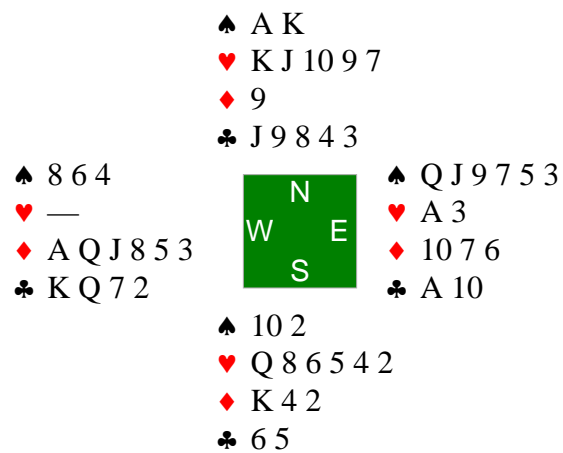 ♠ A K
♥ K J 10 9 7
♦ 9
♣ J 9 8 4 3
♠ 8 6 4
♥ —
♦ A Q J 8 5 3
♣ K Q 7 2
N
W E
S
♠ Q J 9 7 5 3
♥ A 3
♦ 10 7 6
♣ A 10
♠ 10 2
♥ Q 8 6 5 4 2
♦ K 4 2
♣ 6 5